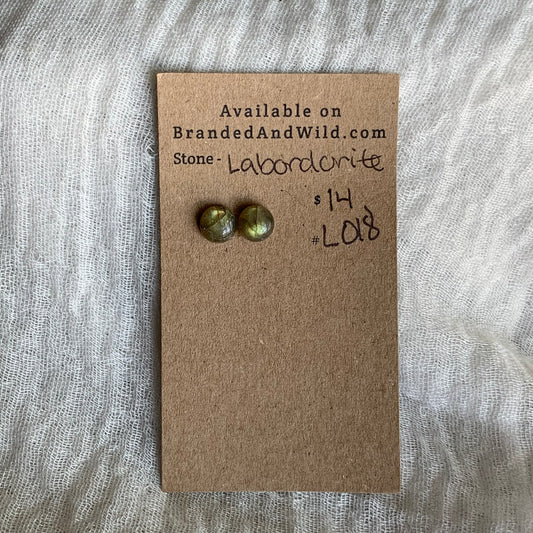 Available on
BrandedAndWild.com
Stone - Labordorite
$ 14
# L018